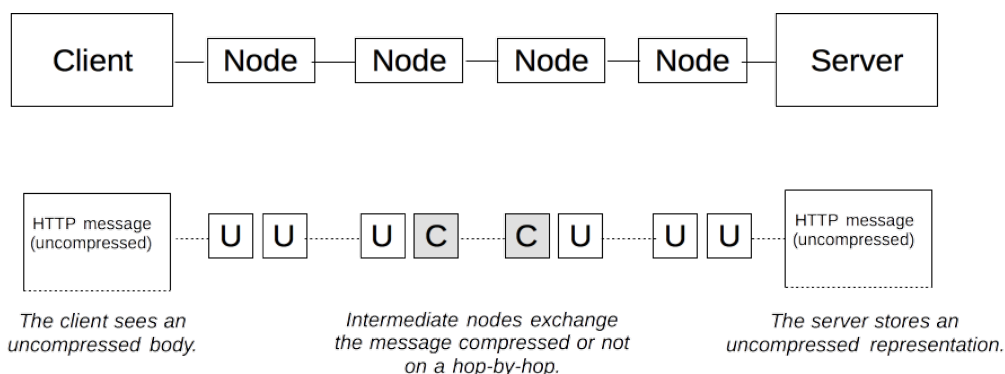 Client Node Node Node Node Server
HTTP message
(uncompressed)
U U U C C U U U
HTTP message
(uncompressed)
The client sees an
uncompressed body.
Intermediate nodes exchange
the message compressed or not
on a hop-by-hop.
The server stores an
uncompressed representation.